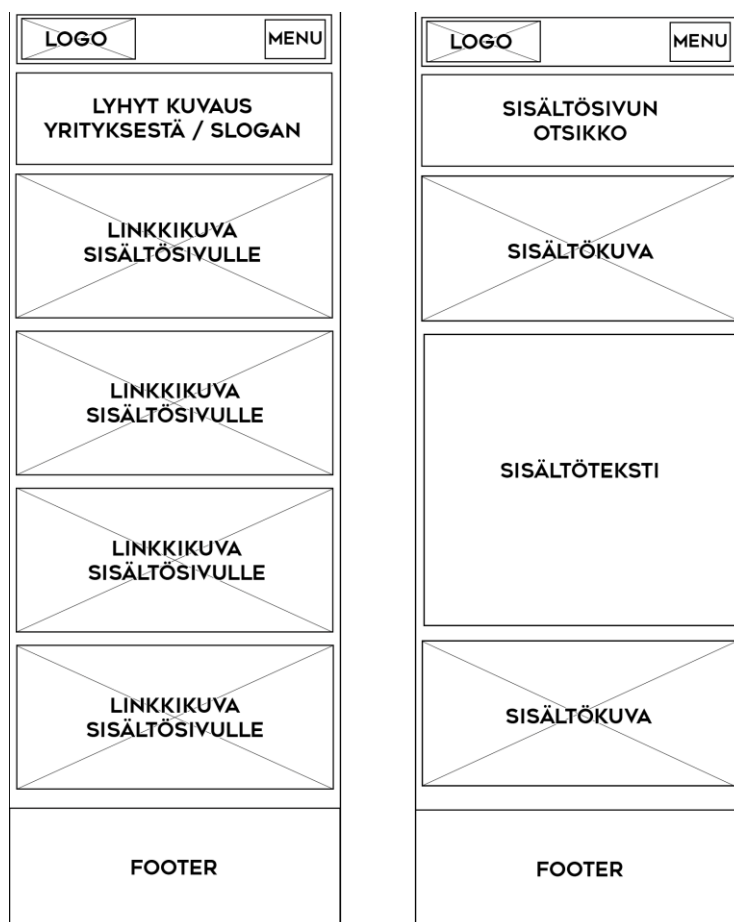 LOGO
MENU
LYHYT KUVAUS
YRITYKSESTÄ / SLOGAN
LINKKIKUVA
SISÄLTÖSIVULLE
LINKKIKUVA
SISÄLTÖSIVULLE
LINKKIKUVA
SISÄLTÖSIVULLE
LINKKIKUVA
SISÄLTÖSIVULLE
FOOTER
LOGO
MENU
SISÄLTÖSIVUN
OTSIKKO
SISÄLTÖKUVA
SISÄLTÖTEKSTI
SISÄLTÖKUVA
FOOTER